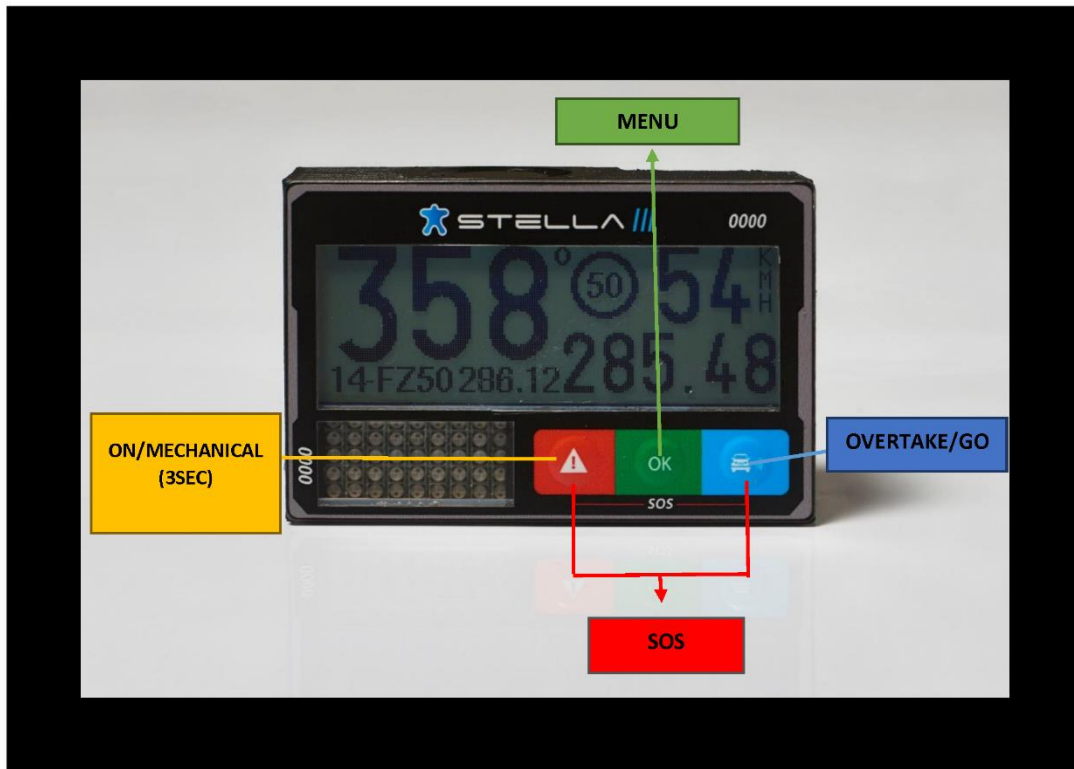 MENU
STELLA ///
0000
358° 50 54 KMH
14-FZ50 286.12 285.48
ON/MECHANICAL
(3SEC)
OVERTAKE/GO
0000
OK
SOS
SOS